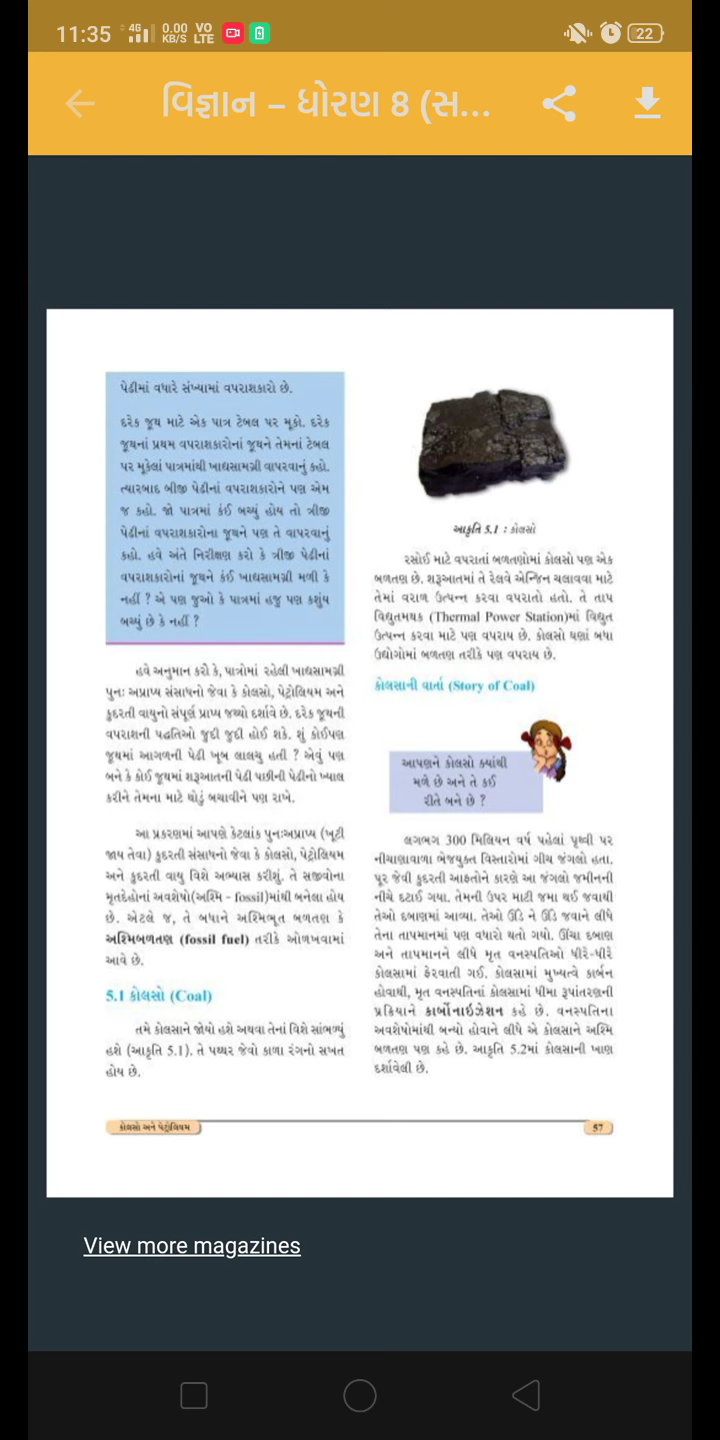 11:35 4G 0.00 KB/S VO LTE 22
વિજ્ઞાન – ધોરણ 8 (સ...
પેઢીમાં વધારે સંખ્યામાં વપરાશકારો છે.
દરેક જૂથ માટે એક પાત્ર ટેબલ પર મૂકો. દરેક
જૂથનાં પ્રથમ વપરાશકારોનાં જૂથને તેમનાં ટેબલ
પર મૂકેલાં પાત્રમાંથી ખાદ્યસામગ્રી વાપરવાનું કહો.
ત્યારબાદ બીજી પેઢીનાં વપરાશકારોને પણ એમ
જ કહો. જો પાત્રમાં કંઈ બચ્યું હોય તો ત્રીજી
પેઢીનાં વપરાશકારોના જૂથને પણ તે વાપરવાનું
કહો. હવે અંતે નિરીક્ષણ કરો કે ત્રીજી પેઢીનાં
વપરાશકારોનાં જૂથને કંઈ ખાદ્યસામગ્રી મળી કે
નહીં ? એ પણ જુઓ કે પાત્રમાં હજુ પણ કશુંય
બચ્યું છે કે નહીં ?
હવે અનુમાન કરો કે, પાત્રોમાં રહેલી ખાદ્યસામગ્રી
પુનઃ અપ્રાપ્ય સંસાધનો જેવા કે કોલસો, પેટ્રોલિયમ અને
કુદરતી વાયુનો સંપૂર્ણ પ્રાપ્ય જથ્થો દર્શાવે છે. દરેક જૂથની
વપરાશની પદ્ધતિઓ જુદી જુદી હોઈ શકે. શું કોઈપણ
જૂથમાં આગળની પેઢી ખૂબ લાલચુ હતી ? એવું પણ
બને કે કોઈ જૂથમાં શરૂઆતની પેઢી પાછીની પેઢીનો ખ્યાલ
કરીને તેમના માટે થોડું બચાવીને પણ રાખે.
આ પ્રકરણમાં આપણે કેટલાંક પુનઃઅપ્રાપ્ય (ખૂટી
જાય તેવા) કુદરતી સંસાધનો જેવા કે કોલસો, પેટ્રોલિયમ
અને કુદરતી વાયુ વિશે અભ્યાસ કરીશું. તે સજીવોના
મૃતદેહોનાં અવશેષો(અશ્મિ - fossil)માંથી બનેલા હોય
છે. એટલે જ, તે બધાને અશ્મિભૂત બળતણ કે
અશ્મિબળતણ (fossil fuel) તરીકે ઓળખવામાં
આવે છે.
5.1 કોલસો (Coal)
તમે કોલસાને જોયો હશે અથવા તેનાં વિશે સાંભળ્યું
હશે (આકૃતિ 5.1). તે પથ્થર જેવો કાળા રંગનો સખત
હોય છે.
આકૃતિ 5.1 : કોલસો
રસોઈ માટે વપરાતાં બળતણોમાં કોલસો પણ એક
બળતણ છે. શરૂઆતમાં તે રેલવે એન્જિન ચલાવવા માટે
તેમાં વરાળ ઉત્પન્ન કરવા વપરાતો હતો. તે તાપ
વિદ્યુતમથક (Thermal Power Station)માં વિદ્યુત
ઉત્પન્ન કરવા માટે પણ વપરાય છે. કોલસો ઘણાં બધા
ઉદ્યોગોમાં બળતણ તરીકે પણ વપરાય છે.
કોલસાની વાર્તા (Story of Coal)
આપણને કોલસો ક્યાંથી
મળે છે અને તે કઈ
રીતે બને છે ?
લગભગ 300 મિલિયન વર્ષ પહેલાં પૃથ્વી પર
નીચાણવાળા ભેજયુક્ત વિસ્તારોમાં ગીચ જંગલો હતા.
પૂર જેવી કુદરતી આફતોને કારણે આ જંગલો જમીનની
નીચે દટાઈ ગયા. તેમની ઉપર માટી જમા થઈ જવાથી
તેઓ દબાણમાં આવ્યા. તેઓ ઊંડે ને ઊંડે જવાને લીધે
તેના તાપમાનમાં પણ વધારો થતો ગયો. ઊંચા દબાણ
અને તાપમાનને લીધે મૃત વનસ્પતિઓ ધીરે-ધીરે
કોલસામાં ફેરવાતી ગઈ. કોલસામાં મુખ્યત્વે કાર્બન
હોવાથી, મૃત વનસ્પતિનાં કોલસામાં ધીમા રૂપાંતરણની
પ્રક્રિયાને કાર્બોનાઇઝેશન કહે છે. વનસ્પતિના
અવશેષોમાંથી બન્યો હોવાને લીધે એ કોલસાને અશ્મિ
બળતણ પણ કહે છે. આકૃતિ 5.2માં કોલસાની ખાણ
દર્શાવેલી છે.
કોલસો અને પેટ્રોલિયમ
57
View more magazines